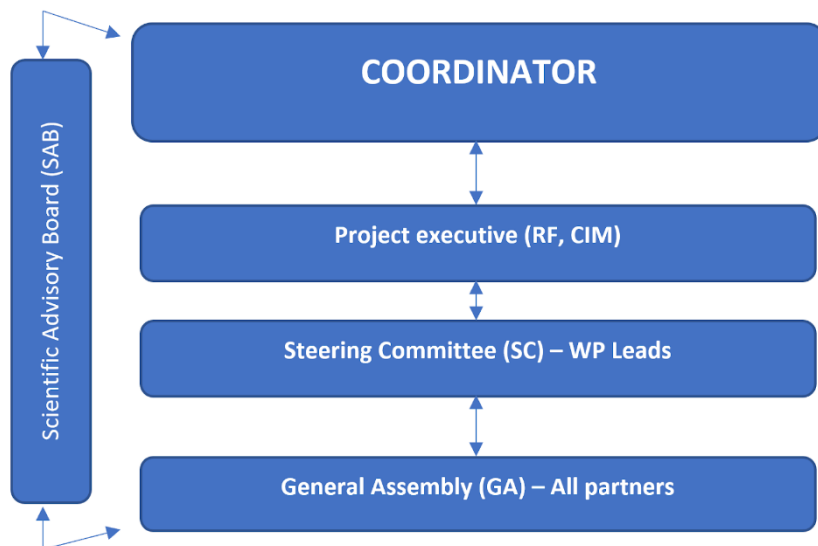 COORDINATOR
Scientific Advisory Board (SAB)
Project executive (RF, CIM)
Steering Committee (SC) – WP Leads
General Assembly (GA) – All partners